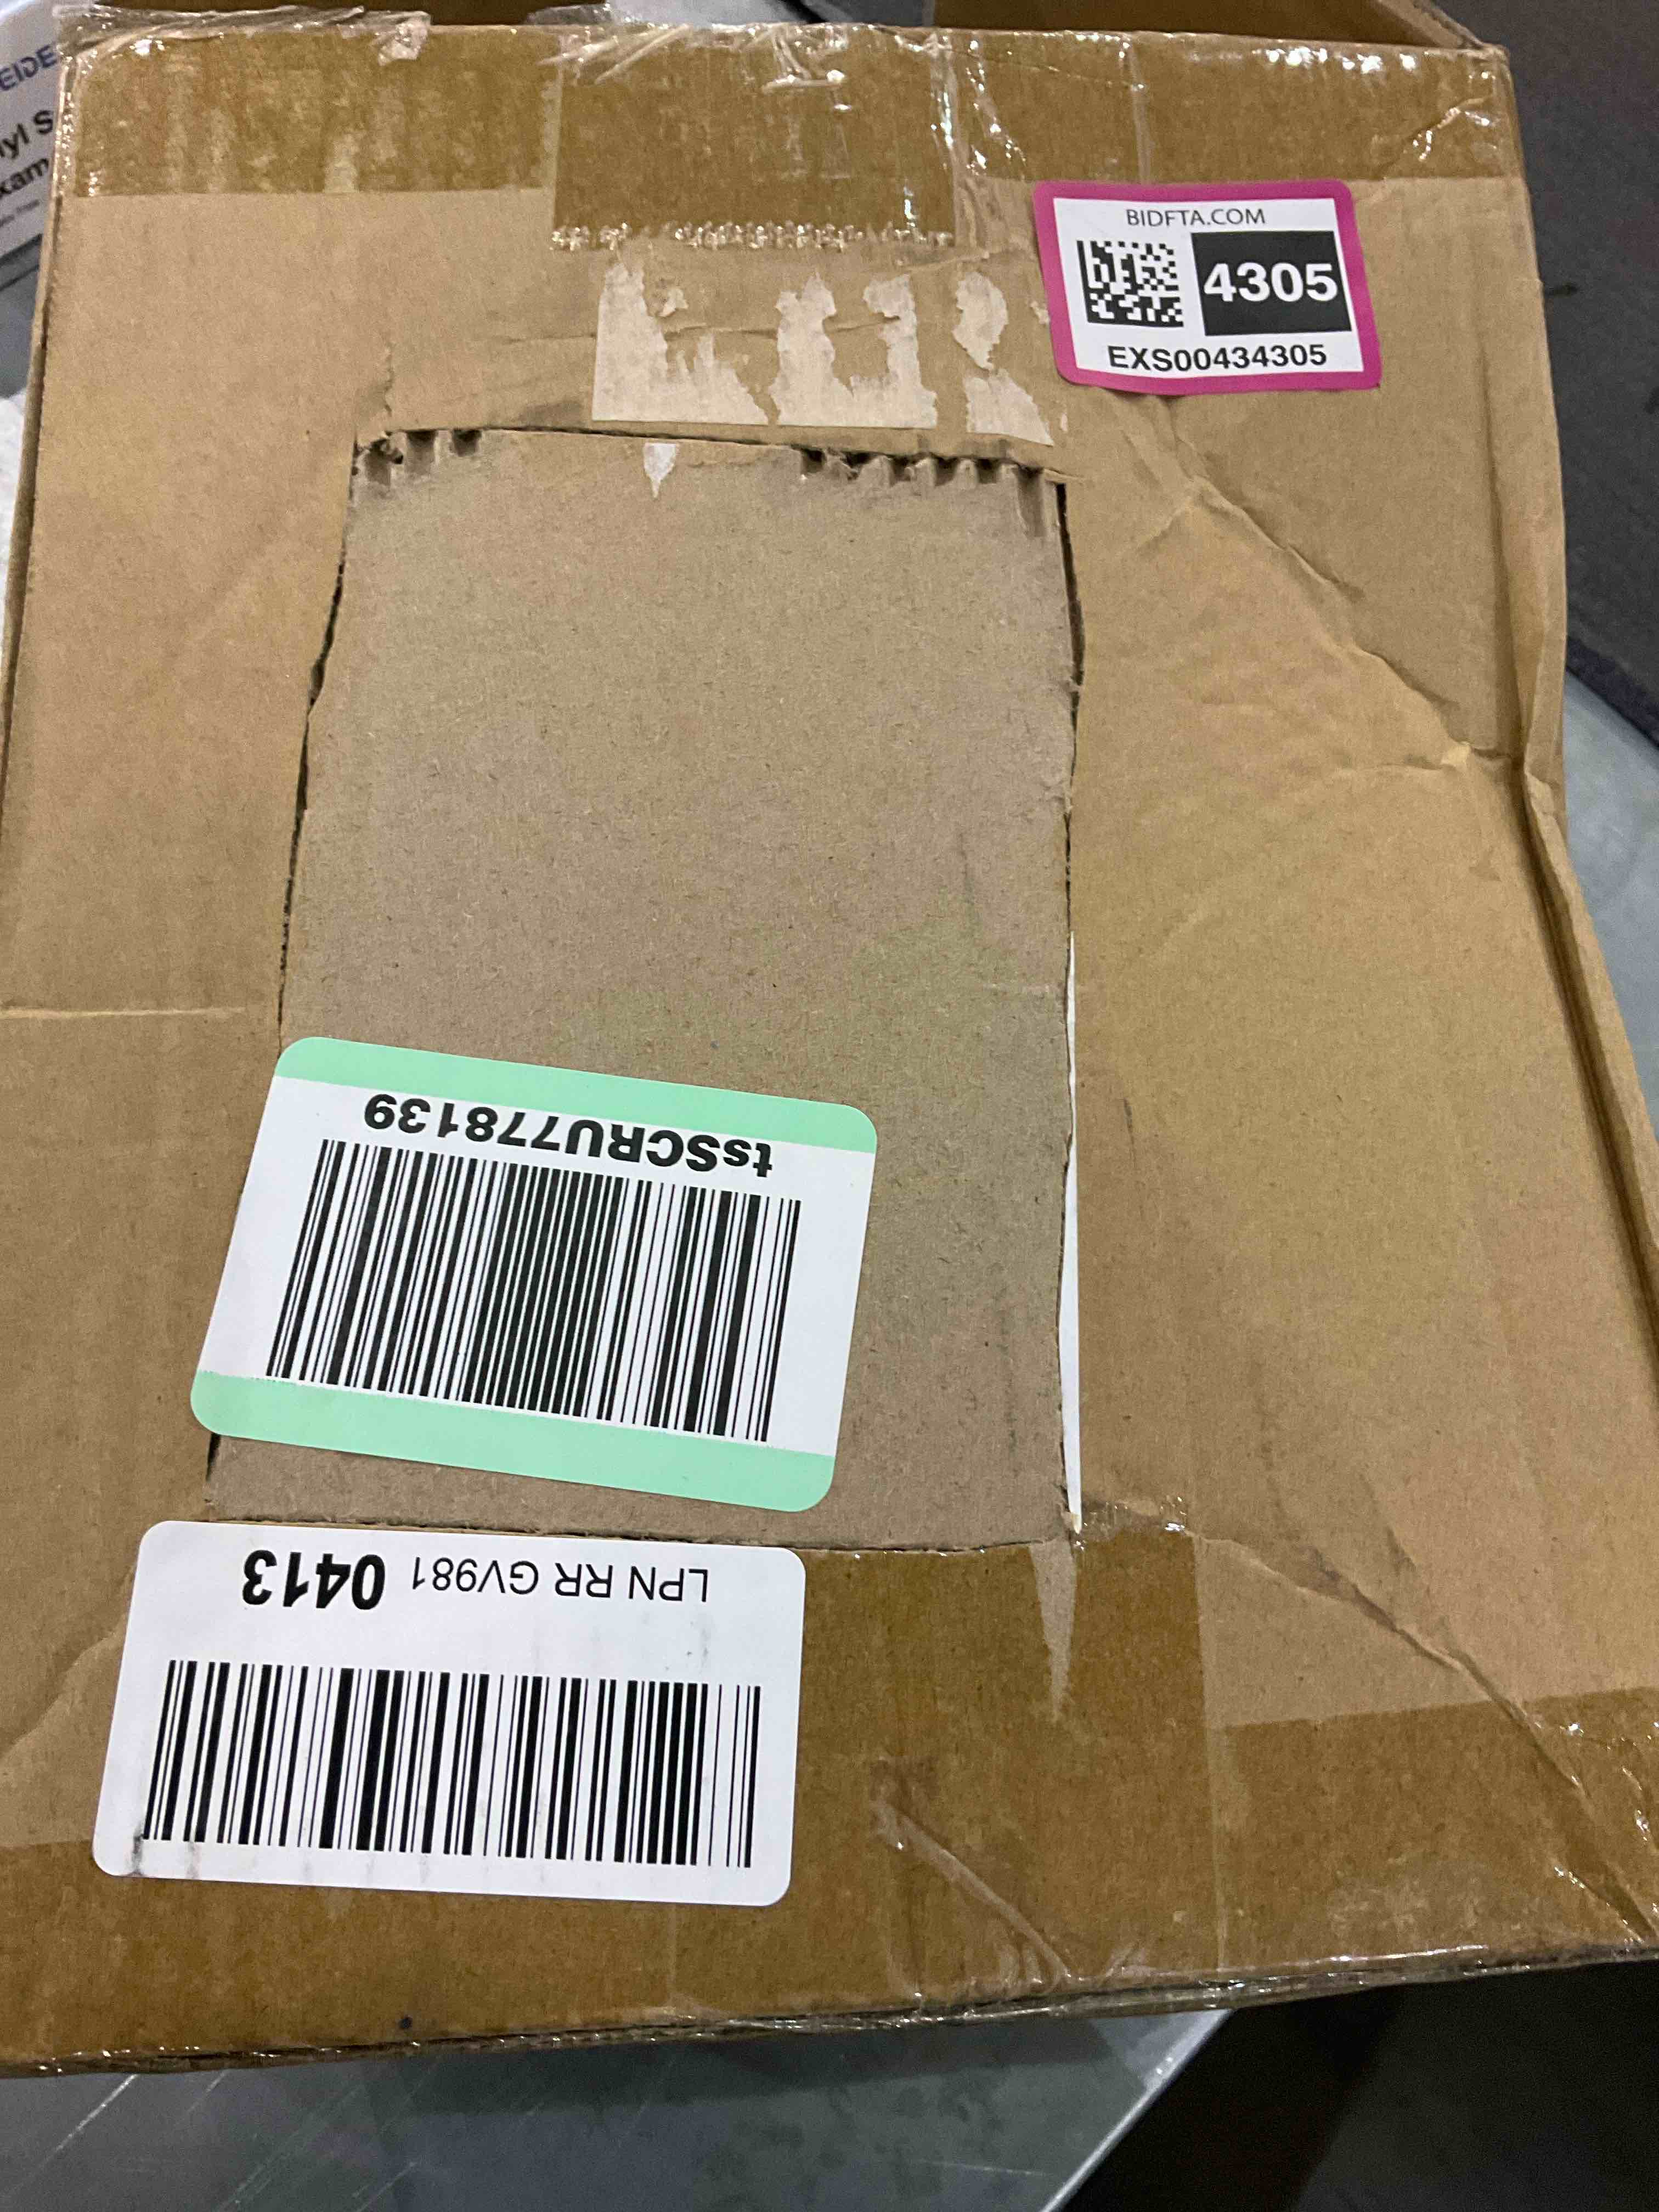 BIDFTA.COM
4305
EXS00434305
tsSCRU778139
LPN RR GV981 0413